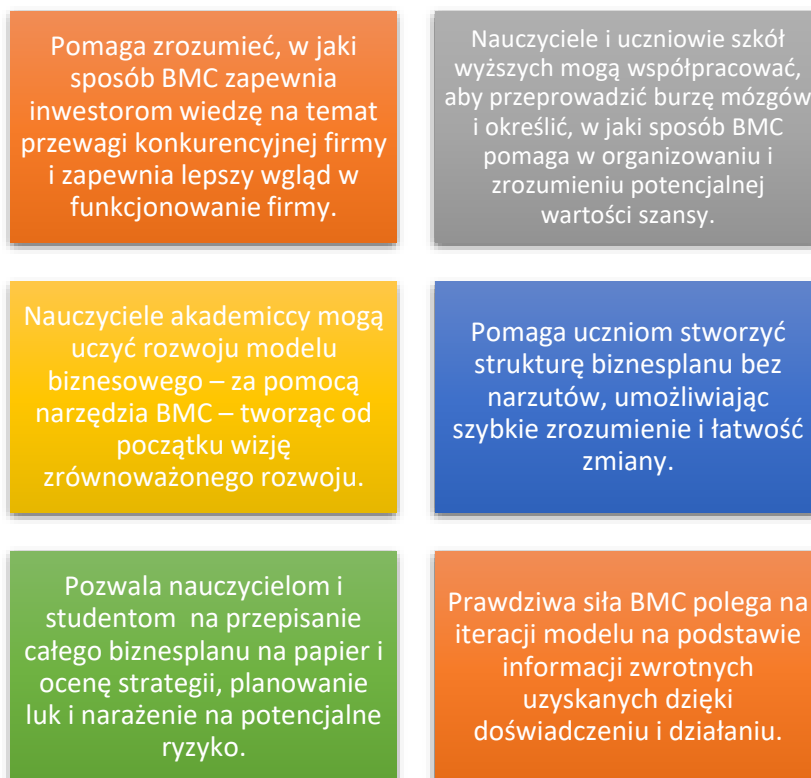 Pomaga zrozumieć, w jaki
sposób BMC zapewnia
inwestorom wiedzę na temat
przewagi konkurencyjnej firmy
i zapewnia lepszy wgląd w
funkcjonowanie firmy.
Nauczyciele i uczniowie szkół
wyższych mogą współpracować,
aby przeprowadzić burzę mózgów
i określić, w jaki sposób BMC
pomaga w organizowaniu i
zrozumieniu potencjalnej
wartości szansy.
Nauczyciele akademiccy mogą
uczyć rozwoju modelu
biznesowego – za pomocą
narzędzia BMC – tworząc od
początku wizję
zrównoważonego rozwoju.
Pomaga uczniom stworzyć
strukturę biznesplanu bez
narzutów, umożliwiając
szybkie zrozumienie i łatwość
zmiany.
Pozwala nauczycielom i
studentom na przepisanie
całego biznesplanu na papier i
ocenę strategii, planowanie
luk i narażenie na potencjalne
ryzyko.
Prawdziwa siła BMC polega na
iteracji modelu na podstawie
informacji zwrotnych
uzyskanych dzięki
doświadczeniu i działaniu.